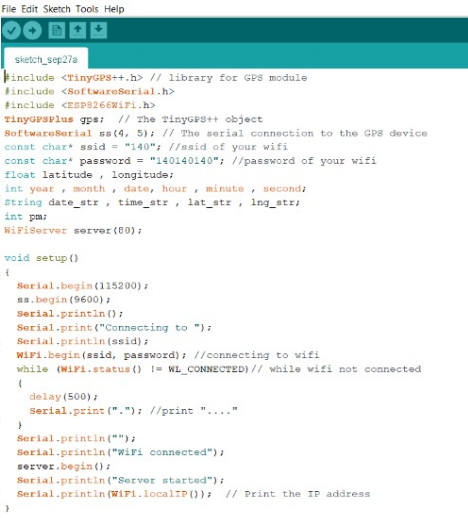 File Edit Sketch Tools Help
sketch_sep27a
#include <TinyGPS++.h> // library for GPS module
#include <SoftwareSerial.h>
#include <ESP8266WiFi.h>
TinyGPSPlus gps;  // The TinyGPS++ object
SoftwareSerial ss(4, 5); // The serial connection to the GPS device
const char* ssid = "140"; //ssid of your wifi
const char* password = "140140140"; //password of your wifi
float latitude , longitude;
int year , month , date, hour , minute , second;
String date_str , time_str , lat_str , lng_str;
int pm;
WiFiServer server(80);
void setup()
{
  Serial.begin(115200);
  ss.begin(9600);
  Serial.println();
  Serial.print("Connecting to ");
  Serial.println(ssid);
  WiFi.begin(ssid, password); //connecting to wifi
  while (WiFi.status() != WL_CONNECTED)// while wifi not connected
  {
    delay(500);
    Serial.print("."); //print "...."
  }
  Serial.println("");
  Serial.println("WiFi connected");
  server.begin();
  Serial.println("Server started");
  Serial.println(WiFi.localIP());  // Print the IP address
}